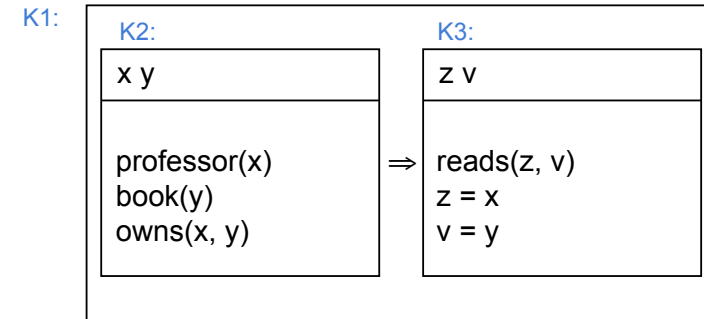 K1:
K2:
x y
professor(x)
book(y)
owns(x, y)
⇒
K3:
z v
reads(z, v)
z = x
v = y